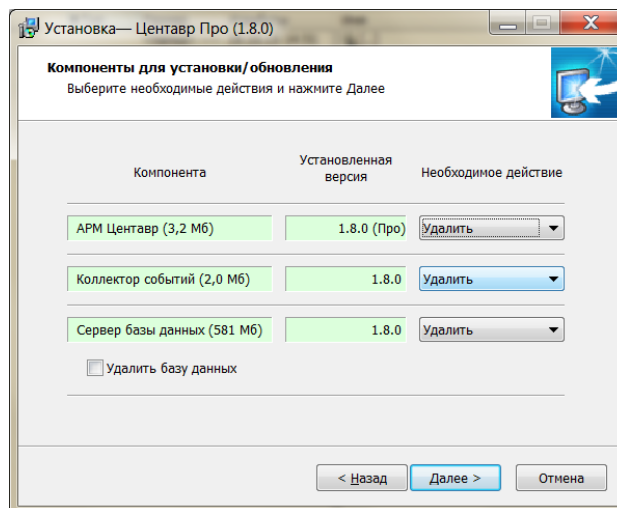 Установка— Центавр Про (1.8.0)
Компоненты для установки/обновления
Выберите необходимые действия и нажмите Далее
Компонента
Установленная
версия
Необходимое действие
АРМ Центавр (3,2 Мб)
1.8.0 (Про)
Удалить
Коллектор событий (2,0 Мб)
1.8.0
Удалить
Сервер базы данных (581 Мб)
1.8.0
Удалить
Удалить базу данных
< Назад
Далее >
Отмена